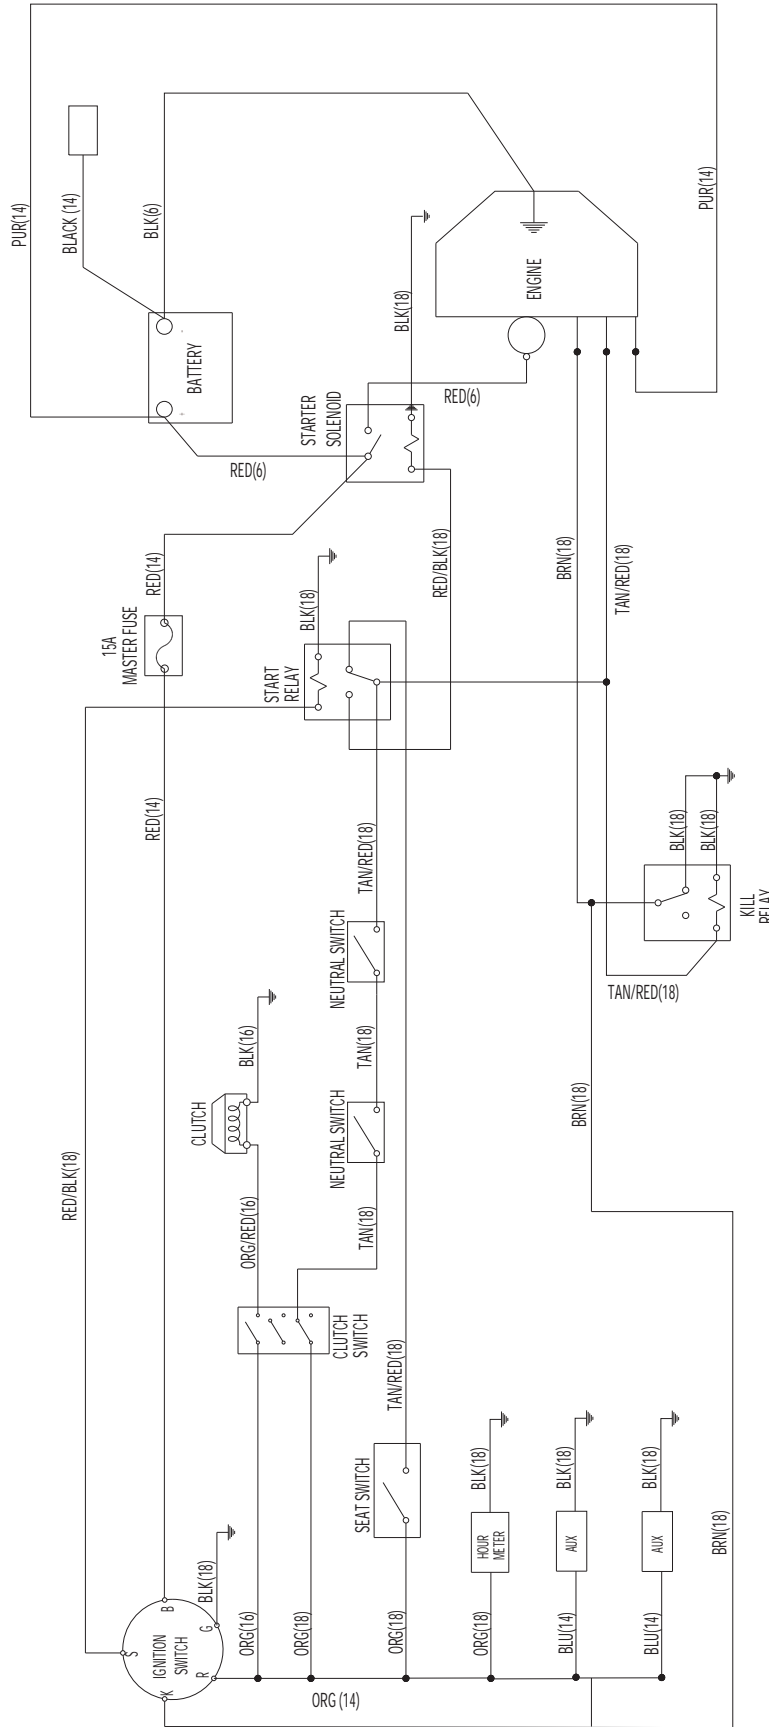 PUR(14)
BLACK (14)
BLK(6)
PUR(14)
BATTERY
-
+
ENGINE
BLK(18)
STARTER
SOLENOID
RED(6)
RED(6)
RED(14)
15A
MASTER FUSE
RED/BLK(18)
BRN(18)
TAN/RED(18)
BLK(18)
START
RELAY
RED(14)
TAN/RED(18)
NEUTRAL SWITCH
BLK(18)
BLK(18)
KILL
RELAY
TAN/RED(18)
BLK(16)
TAN(18)
CLUTCH
NEUTRAL SWITCH
BRN(18)
RED/BLK(18)
ORG/RED(16)
TAN(18)
CLUTCH
SWITCH
TAN/RED(18)
SEAT SWITCH
BLK(18)
BLK(18)
BLK(18)
HOUR
METER
AUX
AUX
BRN(18)
BLK(18)
IGNITION
SWITCH
S
B
G
R
K
ORG(16)
ORG(18)
ORG(18)
ORG(18)
BLU(14)
BLU(14)
ORG (14)